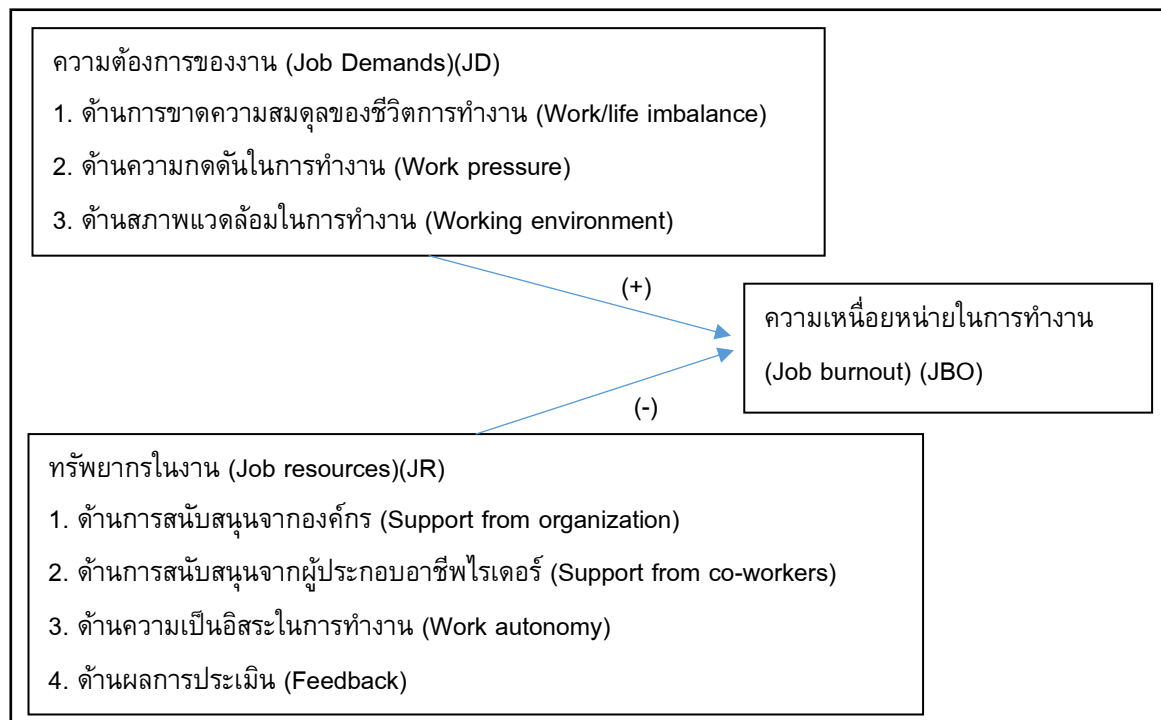 ความต้องการของงาน (Job Demands)(JD)
1. ด้านการขาดความสมดุลของชีวิตการทำงาน (Work/life imbalance)
2. ด้านความกดดันในการทำงาน (Work pressure)
3. ด้านสภาพแวดล้อมในการทำงาน (Working environment)
(+)
ความเหนื่อยหน่ายในการทำงาน
(Job burnout) (JBO)
(-)
ทรัพยากรในงาน (Job resources)(JR)
1. ด้านการสนับสนุนจากองค์กร (Support from organization)
2. ด้านการสนับสนุนจากผู้ประกอบอาชีพไรเดอร์ (Support from co-workers)
3. ด้านความเป็นอิสระในการทำงาน (Work autonomy)
4. ด้านผลการประเมิน (Feedback)